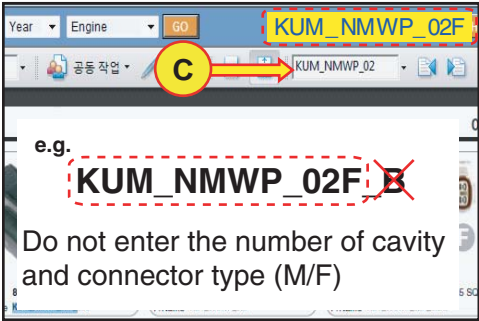 Year Engine GO KUM_NMWP_02F
공동 작업 C KUM_NMWP_02
e.g.
KUM_NMWP_02F_B
Do not enter the number of cavity
and connector type (M/F)